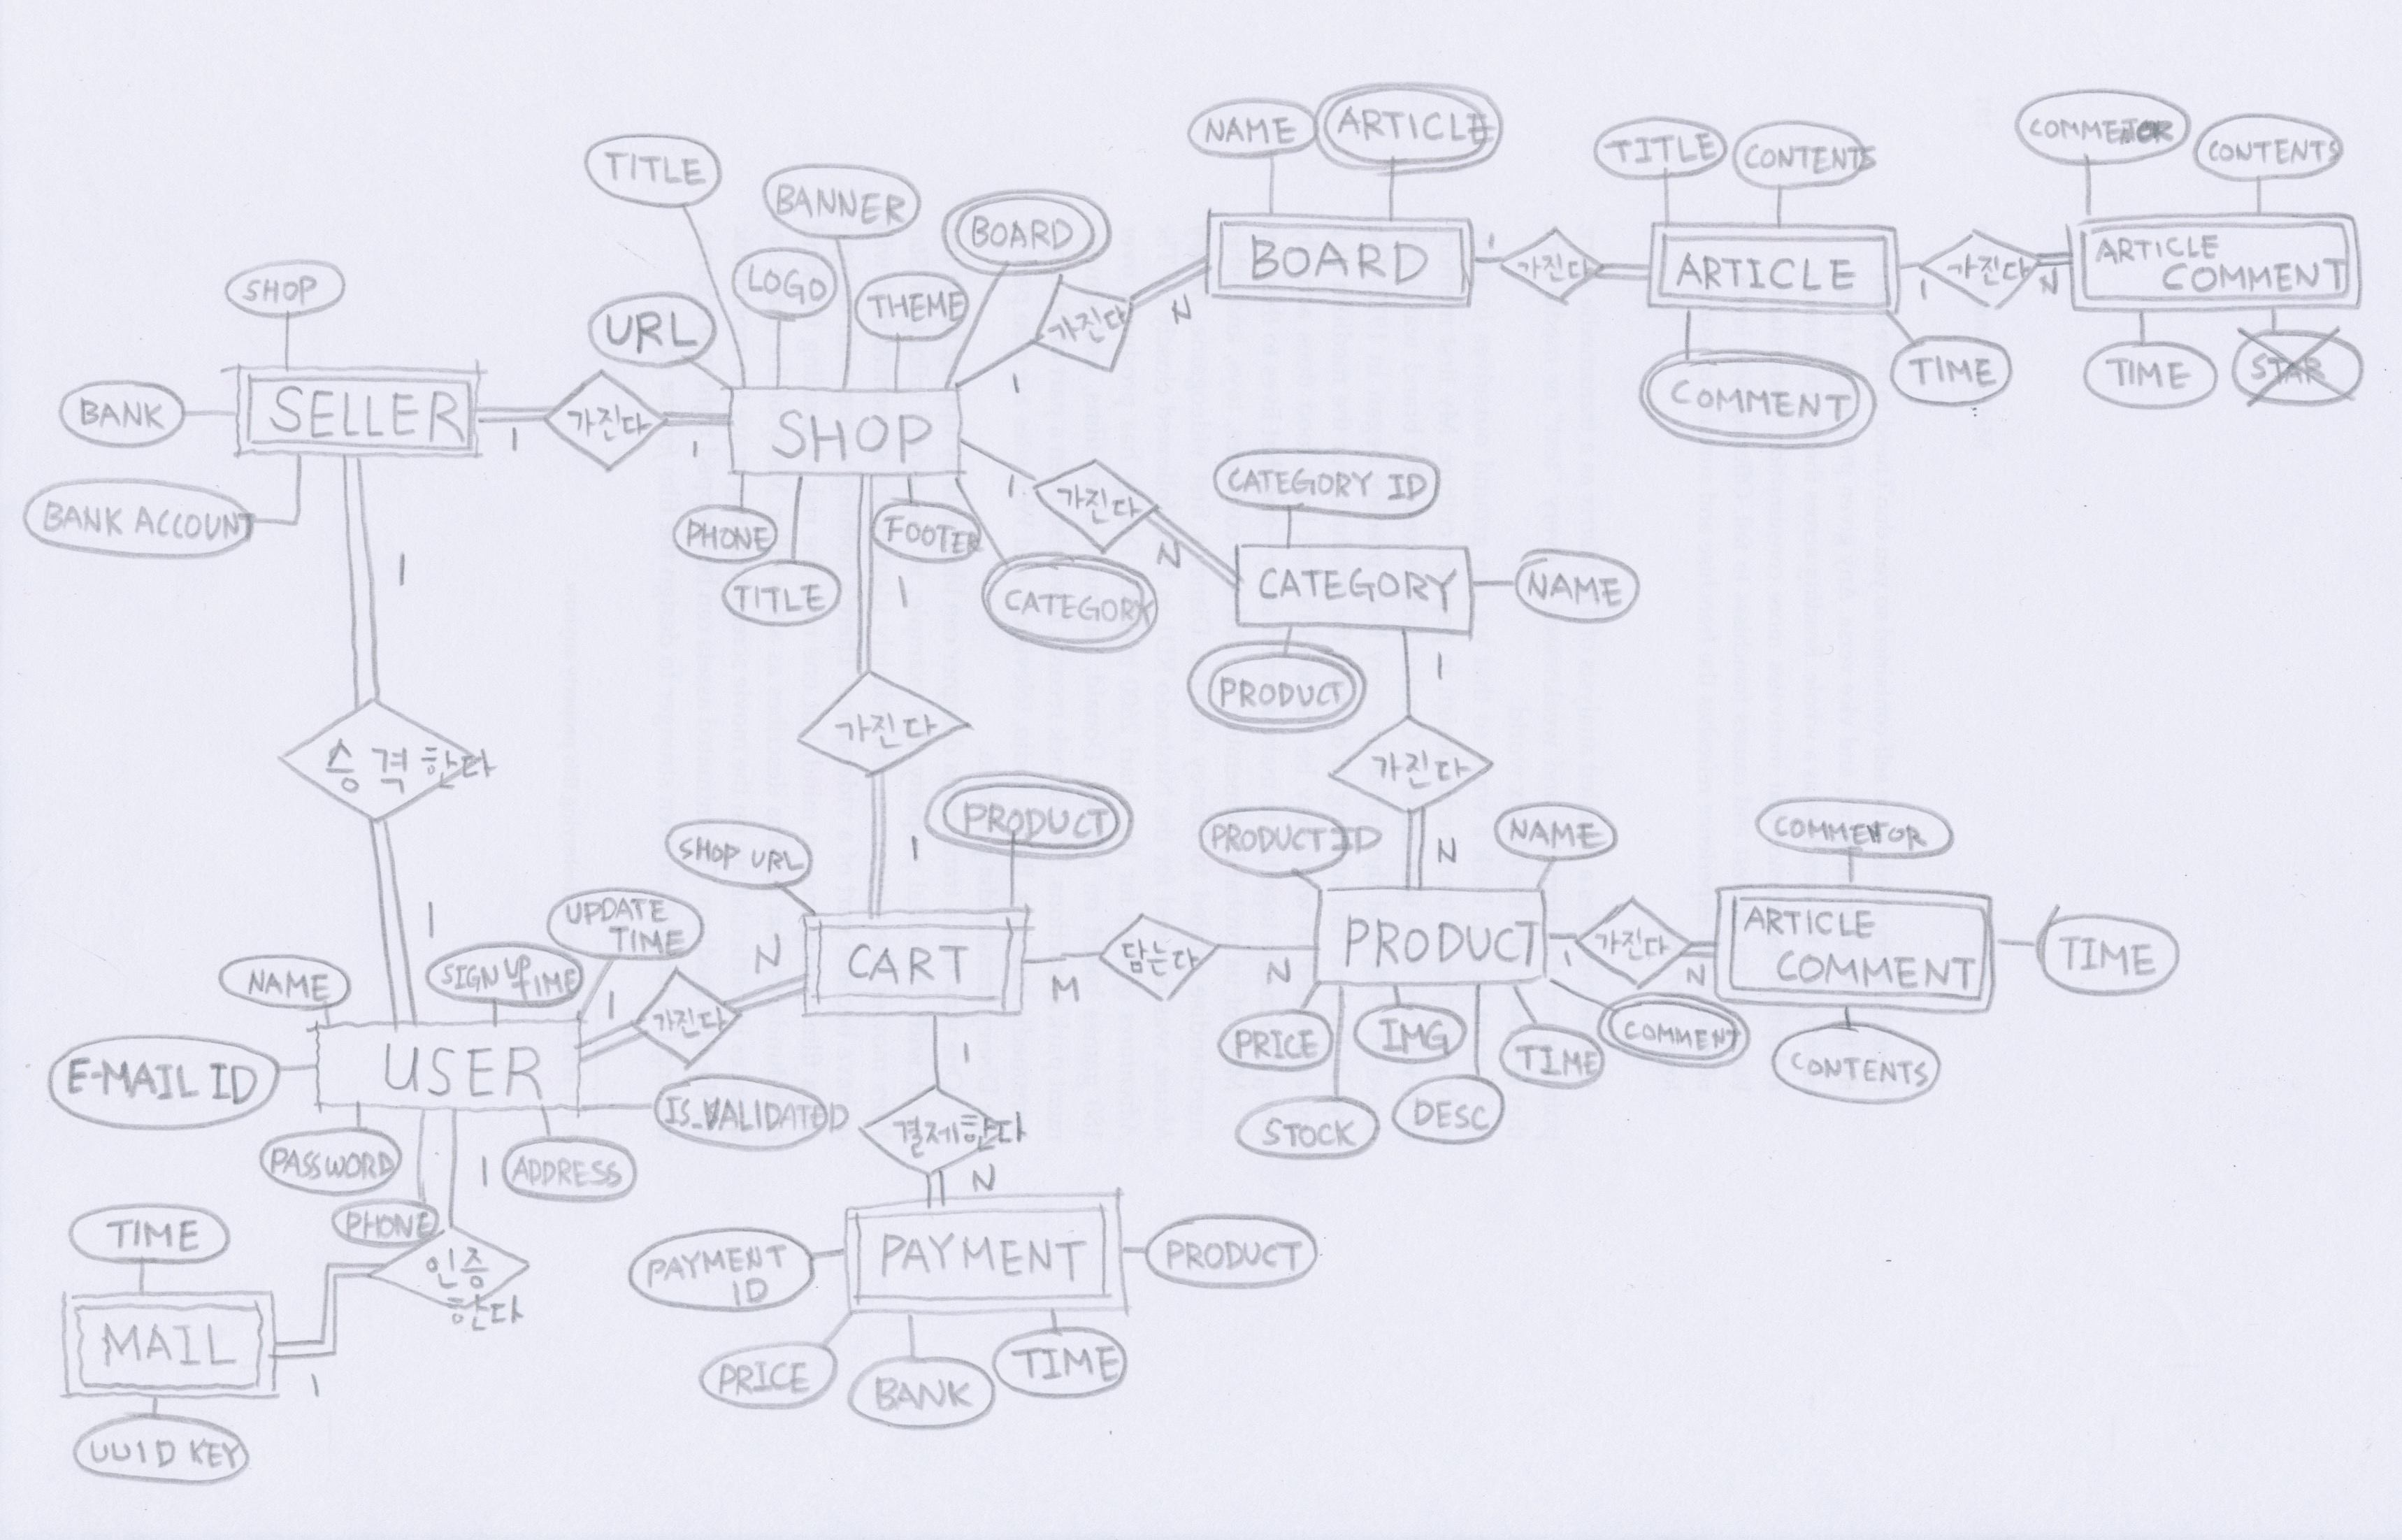 NAME
ARTICLE
TITLE
CONTENTS
CONTENTS
TITLE
BANNER
BOARD
SHOP
URL
LOGO
THEME
가진다
1
N
BOARD
1
가진다
ARTICLE
1
가진다
N
ARTICLE
COMMENT
COMMENT
TIME
TIME
STAR
BANK
SELLER
1
가진다
1
SHOP
BANK ACCOUNT
PHONE
TITLE
FOOTER
CATEGORY
1
가진다
N
CATEGORY ID
CATEGORY
NAME
PRODUCT
1
1
승격한다
1
1
가진다
1
가진다
N
SHOP URL
PRODUCT
PRODUCT ID
NAME
NAME
SIGN UP
TIME
UPDATE
TIME
1
가진다
N
CART
M
담는다
N
PRODUCT
1
가진다
N
ARTICLE
COMMENT
TIME
CONTENTS
E-MAIL ID
USER
IS_VALIDATED
PASSWORD
PHONE
1
ADDRESS
PRICE
IMG
TIME
COMMENT
STOCK
DESC
1
결제한다
N
TIME
인증
한다
MAIL
1
UUID KEY
PAYMENT
ID
PAYMENT
PRODUCT
PRICE
BANK
TIME